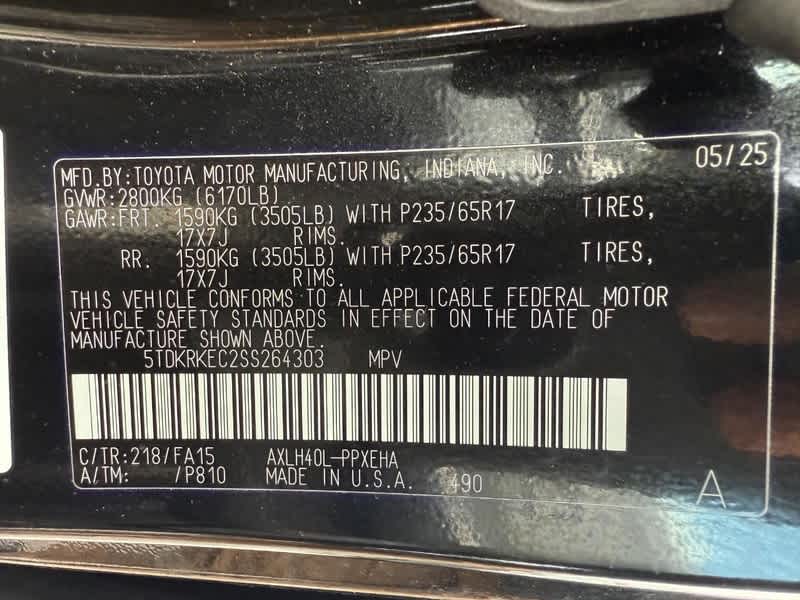 MFD.BY:TOYOTA MOTOR MANUFACTURING, INDIANA, INC. 05/25
GVWR:2800KG (6170LB)
GAWR:FRT. 1590KG (3505LB) WITH P235/65R17 TIRES,
17X7J RIMS.
RR. 1590KG (3505LB) WITH P235/65R17 TIRES,
17X7J RIMS.
THIS VEHICLE CONFORMS TO ALL APPLICABLE FEDERAL MOTOR
VEHICLE SAFETY STANDARDS IN EFFECT ON THE DATE OF
MANUFACTURE SHOWN ABOVE.
5TDKRKEC2SS264303 MPV
C/TR:218/FA15 AXLH40L-PPXEHA
A/TM: /P810 MADE IN U.S.A. 490 A